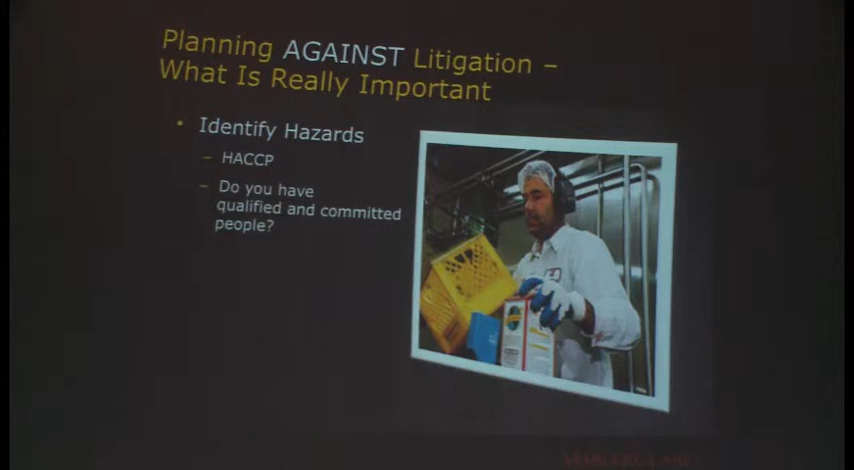 Planning AGAINST Litigation –
What Is Really Important
• Identify Hazards
– HACCP
– Do you have
qualified and committed
people?